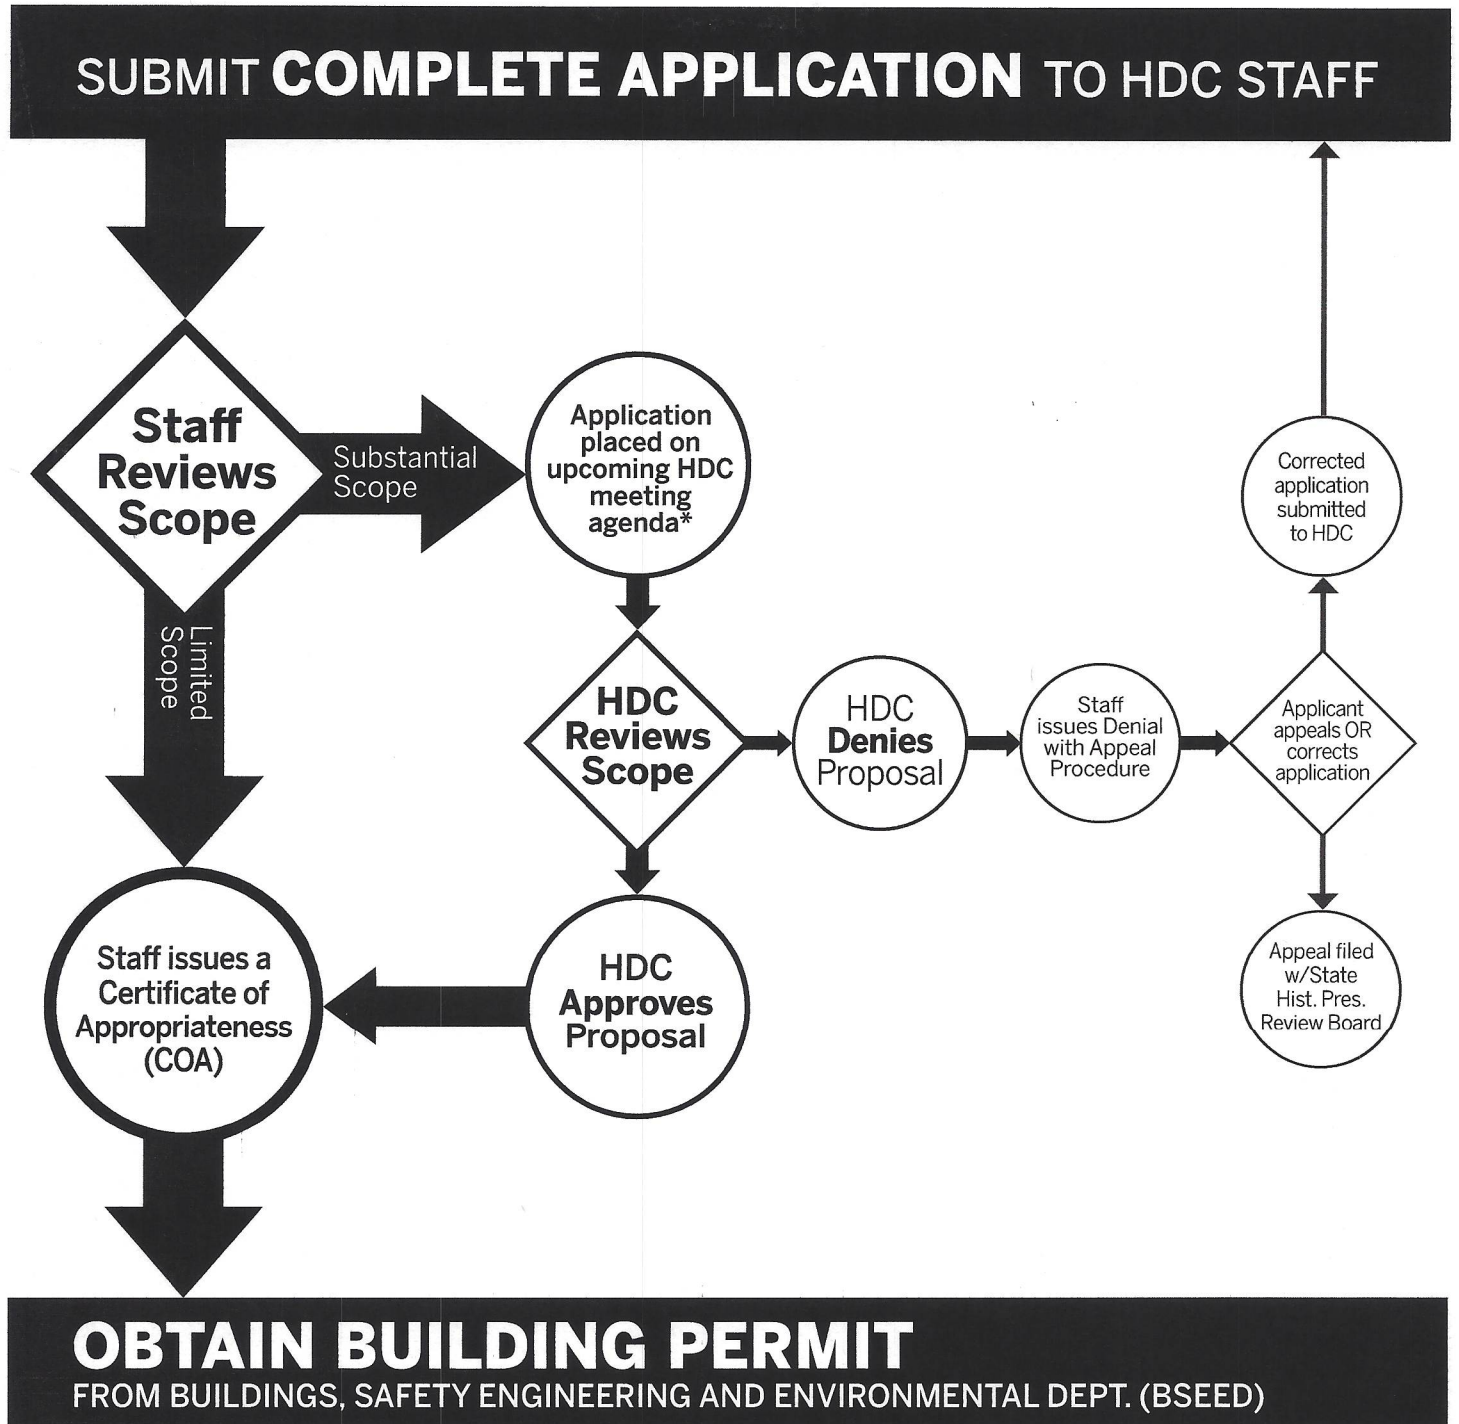 SUBMIT COMPLETE APPLICATION TO HDC STAFF
Staff
Reviews
Scope
Substantial
Scope
Application
placed on
upcoming HDC
meeting
agenda*
Corrected
application
submitted
to HDC
Limited
Scope
HDC
Reviews
Scope
HDC
Denies
Proposal
Staff
issues Denial
with Appeal
Procedure
Applicant
appeals OR
corrects
application
Staff issues a
Certificate of
Appropriateness
(COA)
HDC
Approves
Proposal
Appeal filed
w/State
Hist. Pres.
Review Board
OBTAIN BUILDING PERMIT
FROM BUILDINGS, SAFETY ENGINEERING AND ENVIRONMENTAL DEPT. (BSEED)